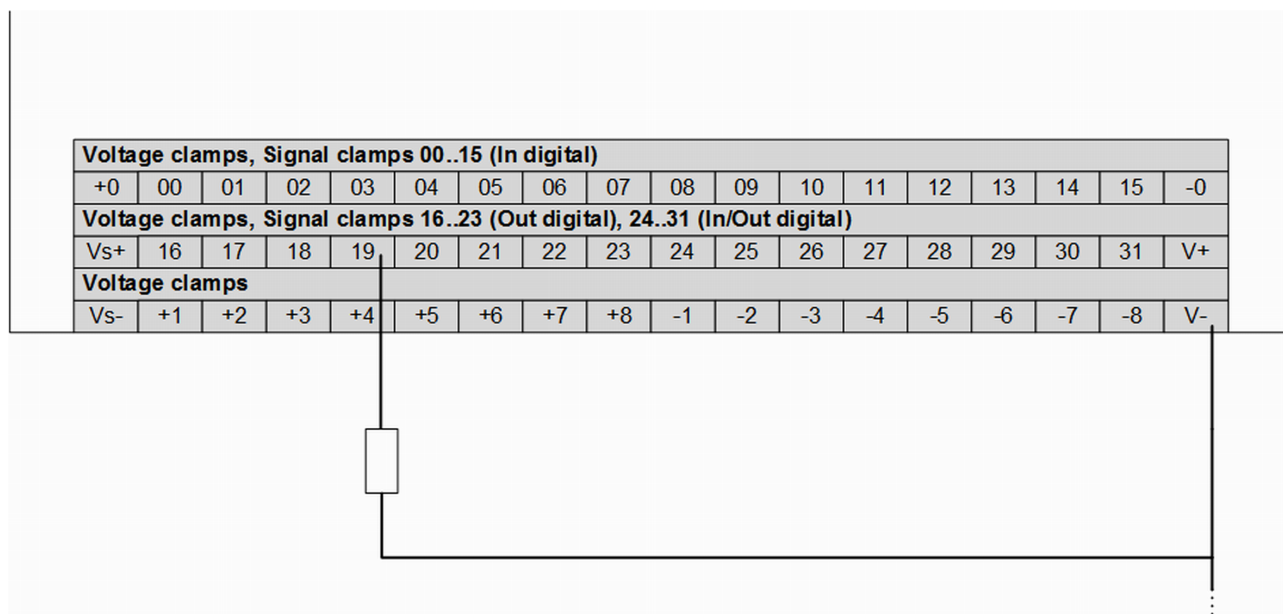 Voltage clamps, Signal clamps 00..15 (In digital)
+0 00 01 02 03 04 05 06 07 08 09 10 11 12 13 14 15 -0
Voltage clamps, Signal clamps 16..23 (Out digital), 24..31 (In/Out digital)
Vs+ 16 17 18 19 20 21 22 23 24 25 26 27 28 29 30 31 V+
Voltage clamps
Vs- +1 +2 +3 +4 +5 +6 +7 +8 -1 -2 -3 -4 -5 -6 -7 -8 V-